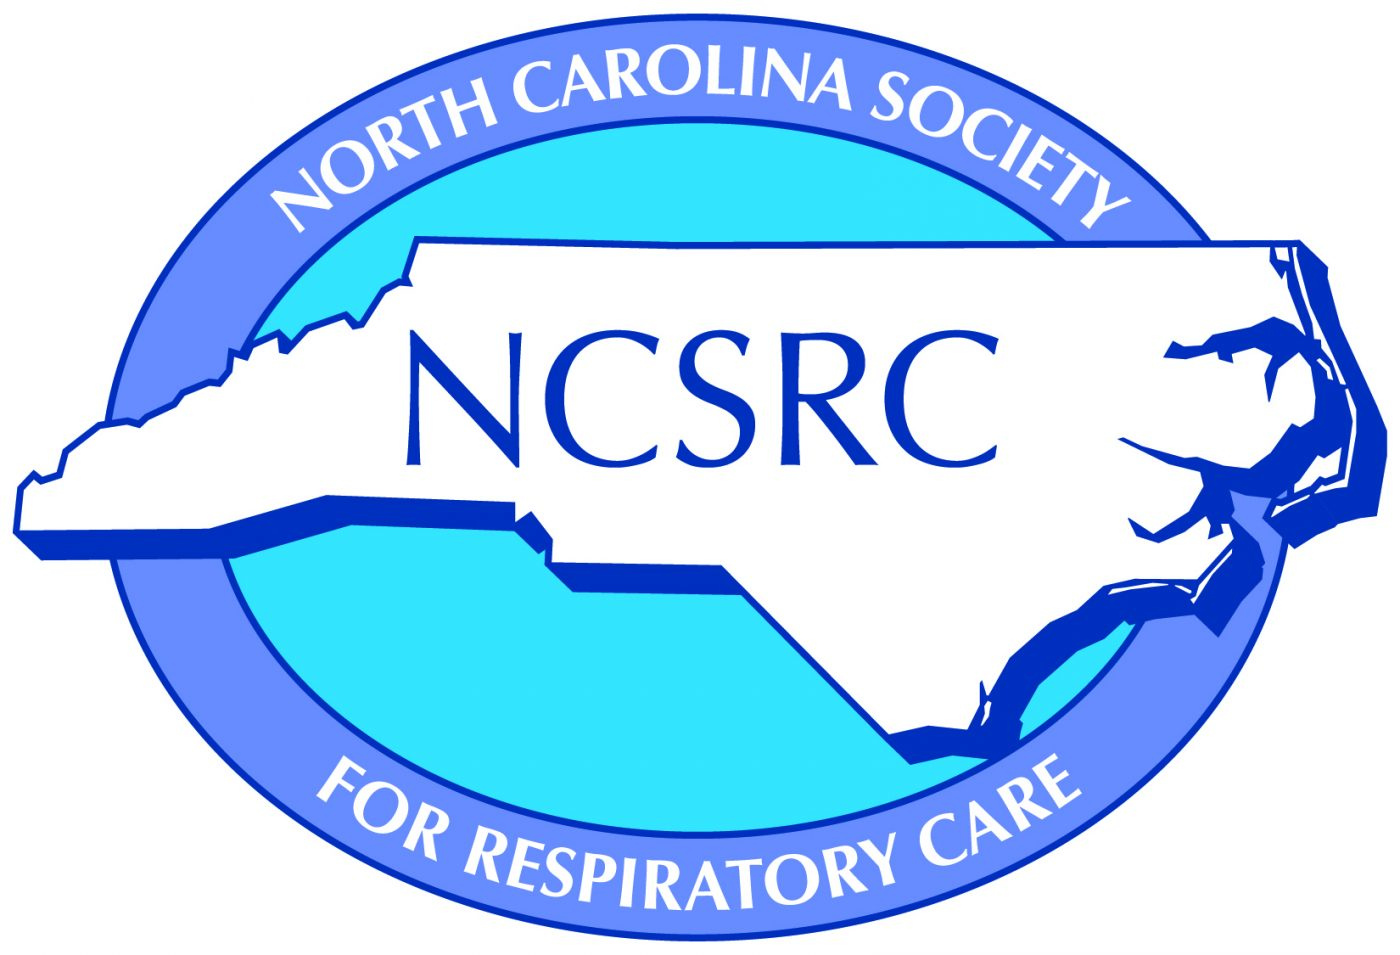 NORTH CAROLINA SOCIETY
NCSRC
FOR RESPIRATORY CARE